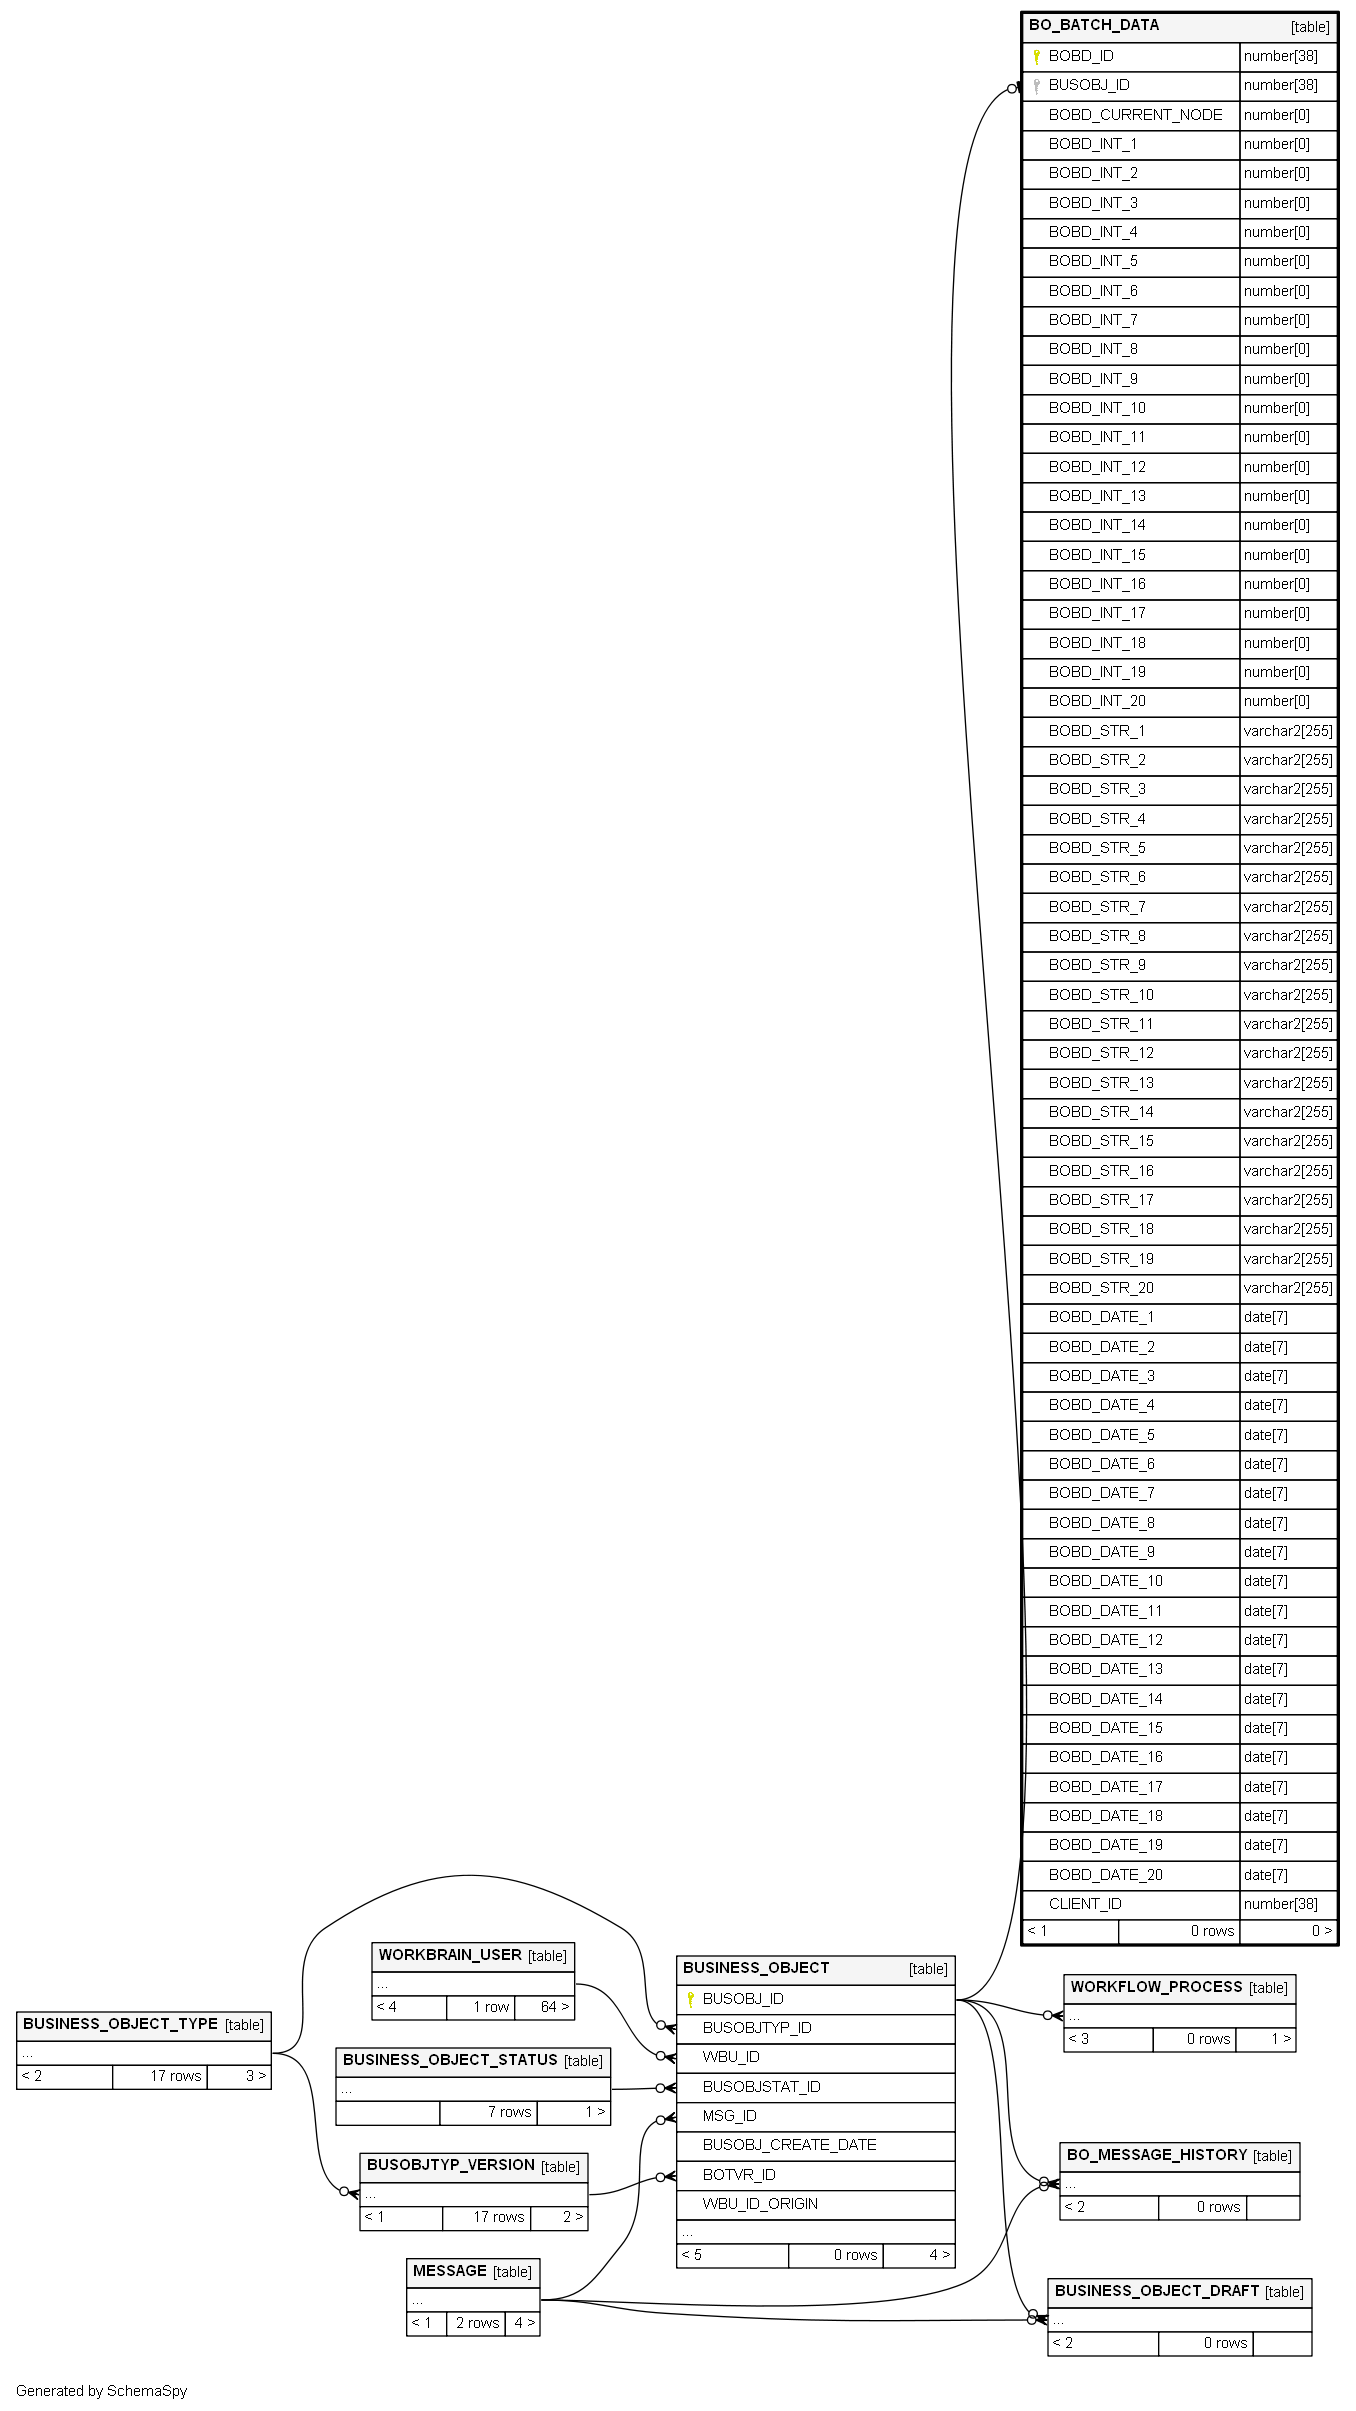 BO_BATCH_DATA [table]
BOBD_ID number[38]
BUSOBJ_ID number[38]
BOBD_CURRENT_NODE number[0]
BOBD_INT_1 number[0]
BOBD_INT_2 number[0]
BOBD_INT_3 number[0]
BOBD_INT_4 number[0]
BOBD_INT_5 number[0]
BOBD_INT_6 number[0]
BOBD_INT_7 number[0]
BOBD_INT_8 number[0]
BOBD_INT_9 number[0]
BOBD_INT_10 number[0]
BOBD_INT_11 number[0]
BOBD_INT_12 number[0]
BOBD_INT_13 number[0]
BOBD_INT_14 number[0]
BOBD_INT_15 number[0]
BOBD_INT_16 number[0]
BOBD_INT_17 number[0]
BOBD_INT_18 number[0]
BOBD_INT_19 number[0]
BOBD_INT_20 number[0]
BOBD_STR_1 varchar2[255]
BOBD_STR_2 varchar2[255]
BOBD_STR_3 varchar2[255]
BOBD_STR_4 varchar2[255]
BOBD_STR_5 varchar2[255]
BOBD_STR_6 varchar2[255]
BOBD_STR_7 varchar2[255]
BOBD_STR_8 varchar2[255]
BOBD_STR_9 varchar2[255]
BOBD_STR_10 varchar2[255]
BOBD_STR_11 varchar2[255]
BOBD_STR_12 varchar2[255]
BOBD_STR_13 varchar2[255]
BOBD_STR_14 varchar2[255]
BOBD_STR_15 varchar2[255]
BOBD_STR_16 varchar2[255]
BOBD_STR_17 varchar2[255]
BOBD_STR_18 varchar2[255]
BOBD_STR_19 varchar2[255]
BOBD_STR_20 varchar2[255]
BOBD_DATE_1 date[7]
BOBD_DATE_2 date[7]
BOBD_DATE_3 date[7]
BOBD_DATE_4 date[7]
BOBD_DATE_5 date[7]
BOBD_DATE_6 date[7]
BOBD_DATE_7 date[7]
BOBD_DATE_8 date[7]
BOBD_DATE_9 date[7]
BOBD_DATE_10 date[7]
BOBD_DATE_11 date[7]
BOBD_DATE_12 date[7]
BOBD_DATE_13 date[7]
BOBD_DATE_14 date[7]
BOBD_DATE_15 date[7]
BOBD_DATE_16 date[7]
BOBD_DATE_17 date[7]
BOBD_DATE_18 date[7]
BOBD_DATE_19 date[7]
BOBD_DATE_20 date[7]
CLIENT_ID number[38]
< 1 0 rows 0 >
BUSINESS_OBJECT_TYPE [table]
...
< 2 17 rows 3 >
WORKBRAIN_USER [table]
...
< 4 1 row 64 >
BUSINESS_OBJECT_STATUS [table]
...
7 rows 1 >
BUSOBJTYP_VERSION [table]
...
< 1 17 rows 2 >
MESSAGE [table]
...
< 1 2 rows 4 >
BUSINESS_OBJECT [table]
BUSOBJ_ID
BUSOBJTYP_ID
WBU_ID
BUSOBJSTAT_ID
MSG_ID
BUSOBJ_CREATE_DATE
BOTVR_ID
WBU_ID_ORIGIN
...
< 5 0 rows 4 >
WORKFLOW_PROCESS [table]
...
< 3 0 rows 1 >
BO_MESSAGE_HISTORY [table]
...
< 2 0 rows
BUSINESS_OBJECT_DRAFT [table]
...
< 2 0 rows
Generated by SchemaSpy